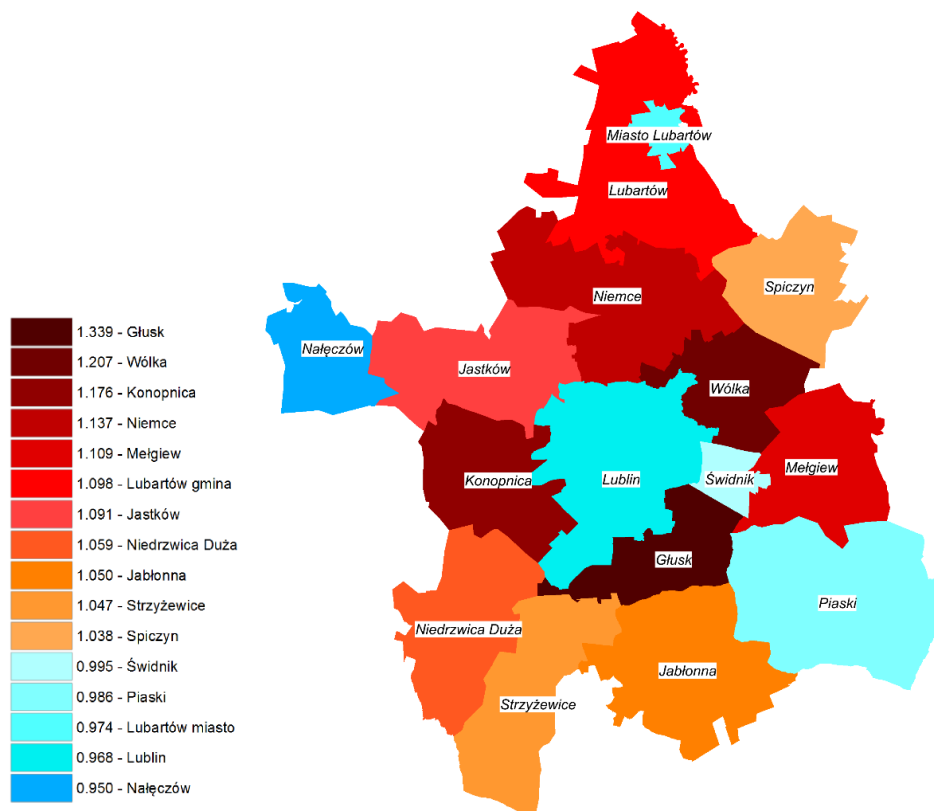 Miasto Lubartów
Lubartów
Spiczyn
Niemce
Nałęczów
Jastków
Wólka
Konopnica
Lublin
Świdnik
Mełgiew
Głusk
Piaski
Niedrzwica Duża
Jabłonna
Strzyżewice
1.339 - Głusk
1.207 - Wólka
1.176 - Konopnica
1.137 - Niemce
1.109 - Mełgiew
1.098 - Lubartów gmina
1.091 - Jastków
1.059 - Niedrzwica Duża
1.050 - Jabłonna
1.047 - Strzyżewice
1.038 - Spiczyn
0.995 - Świdnik
0.986 - Piaski
0.974 - Lubartów miasto
0.968 - Lublin
0.950 - Nałęczów